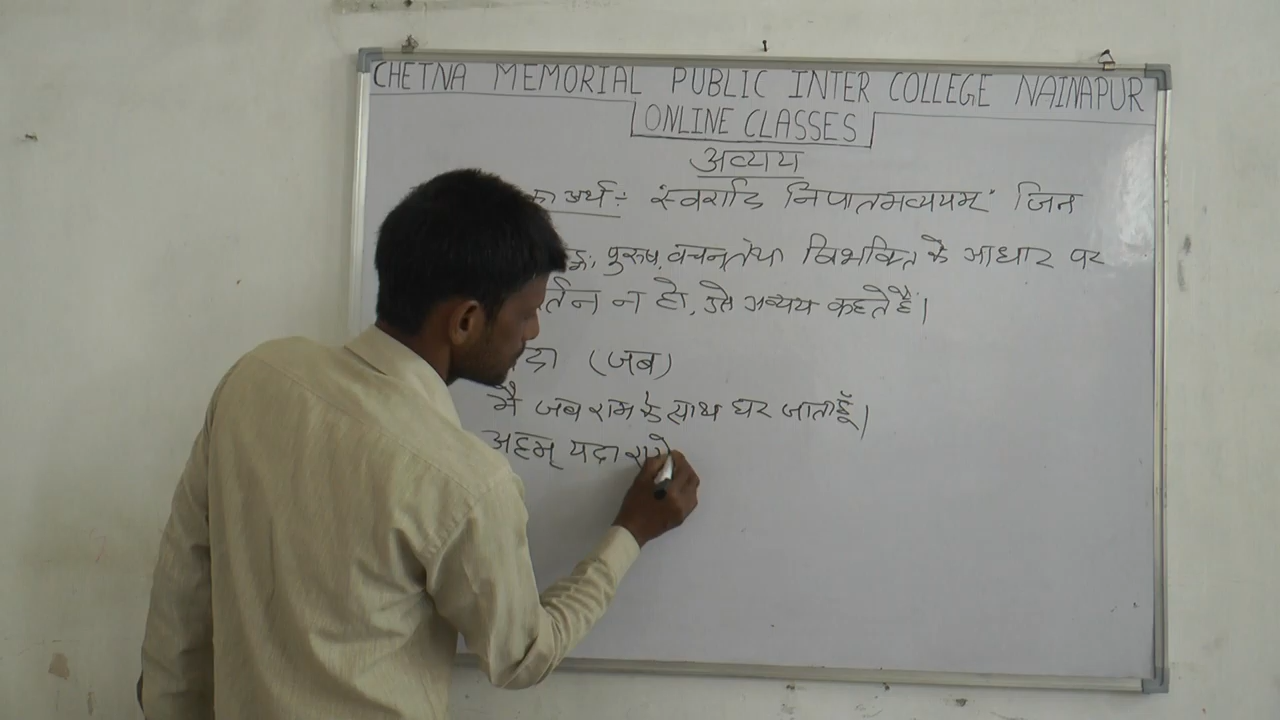 CHETNA MEMORIAL PUBLIC INTER COLLEGE NAINAPUR
ONLINE CLASSES
अव्यय
का अर्थ ÷ "स्वरादि निपातमव्ययम्" जिन
पुरुष, वचन तथा विभक्ति के आधार पर
र्तन न हो, उसे अव्यय कहते हैं।
दा (जब)
मै जब राम के साथ घर जाता हूँ।
अहम् यदा रामे